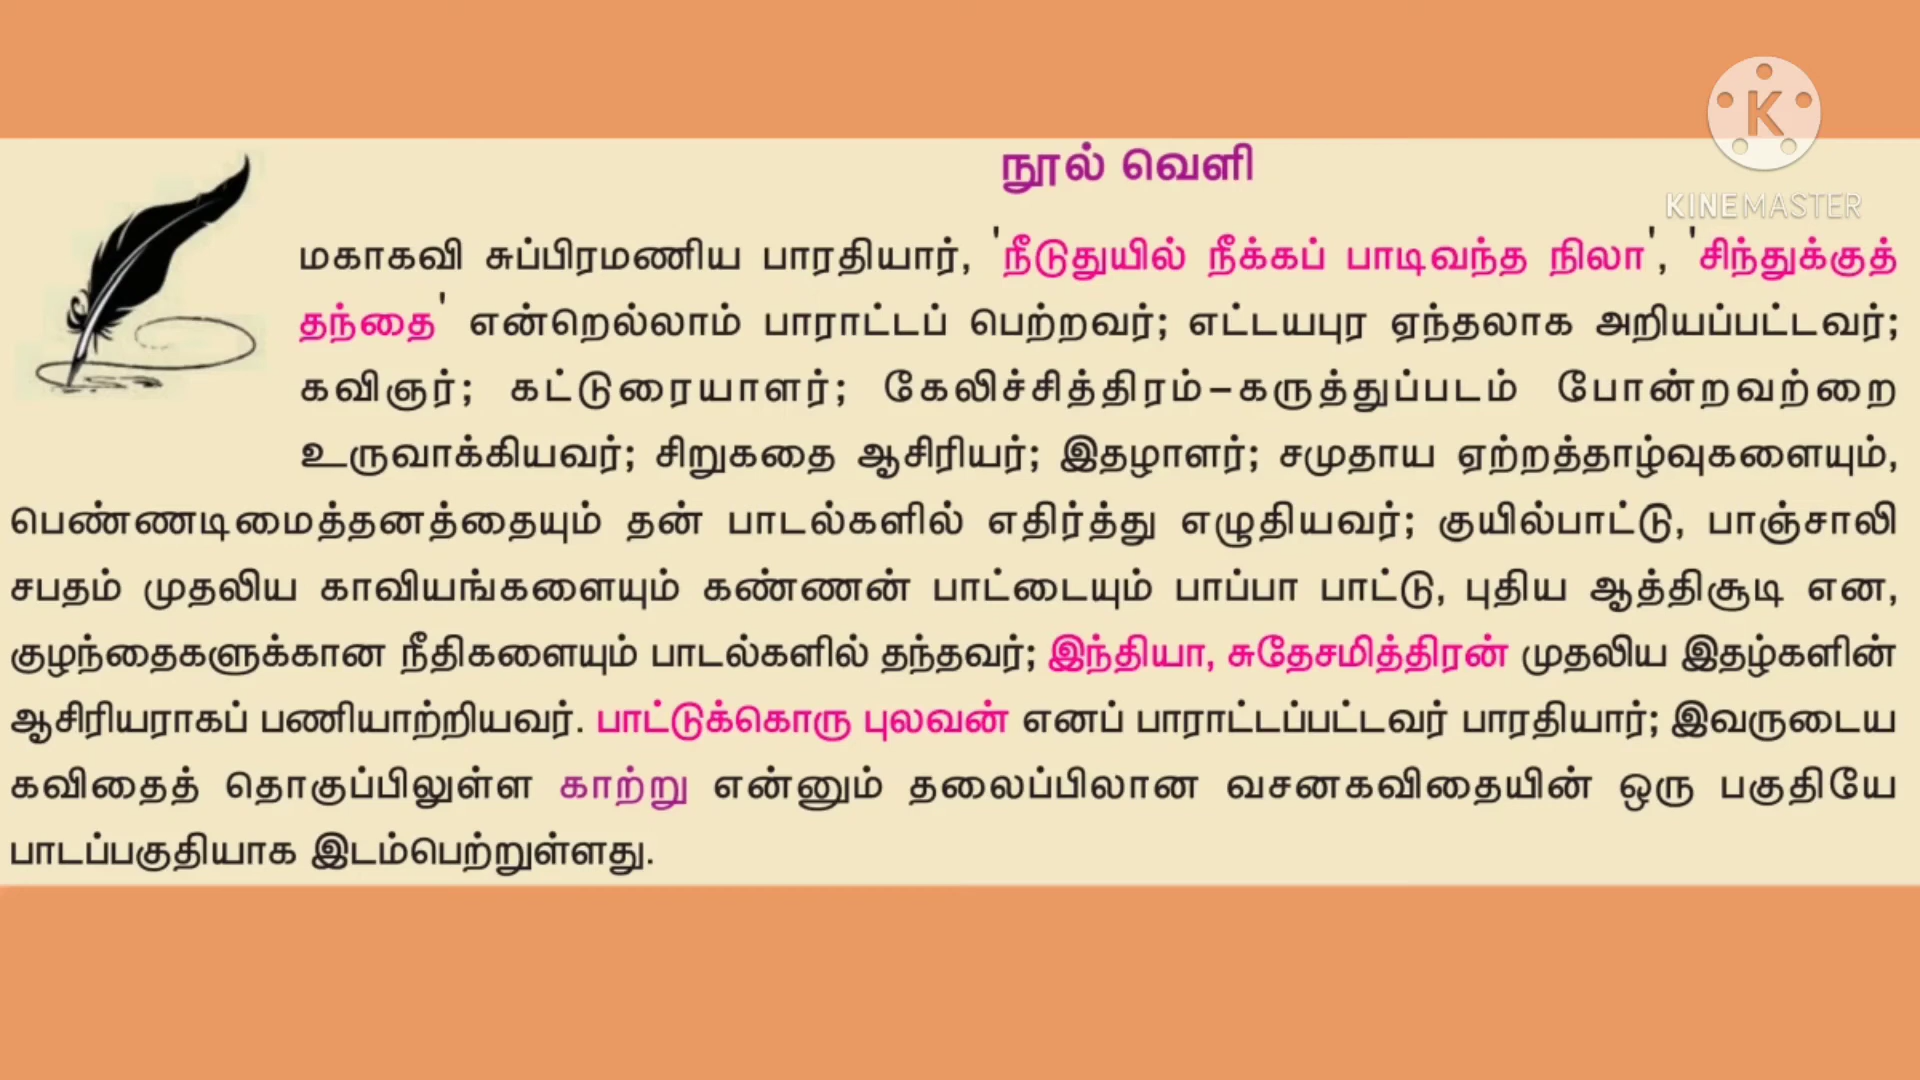 நூல் வெளி
KINEMASTER
மகாகவி சுப்பிரமணிய பாரதியார், 'நீடுதுயில் நீக்கப் பாடிவந்த நிலா', 'சிந்துக்குத்
தந்தை' என்றெல்லாம் பாராட்டப் பெற்றவர்; எட்டயபுர ஏந்தலாக அறியப்பட்டவர்;
கவிஞர்; கட்டுரையாளர்; கேலிச்சித்திரம்–கருத்துப்படம் போன்றவற்றை
உருவாக்கியவர்; சிறுகதை ஆசிரியர்; இதழாளர்; சமுதாய ஏற்றத்தாழ்வுகளையும்,
பெண்ணடிமைத்தனத்தையும் தன் பாடல்களில் எதிர்த்து எழுதியவர்; குயில்பாட்டு, பாஞ்சாலி
சபதம் முதலிய காவியங்களையும் கண்ணன் பாட்டையும் பாப்பா பாட்டு, புதிய ஆத்திசூடி என,
குழந்தைகளுக்கான நீதிகளையும் பாடல்களில் தந்தவர்; இந்தியா, சுதேசமித்திரன் முதலிய இதழ்களின்
ஆசிரியராகப் பணியாற்றியவர். பாட்டுக்கொரு புலவன் எனப் பாராட்டப்பட்டவர் பாரதியார்; இவருடைய
கவிதைத் தொகுப்பிலுள்ள காற்று என்னும் தலைப்பிலான வசனகவிதையின் ஒரு பகுதியே
பாடப்பகுதியாக இடம்பெற்றுள்ளது.